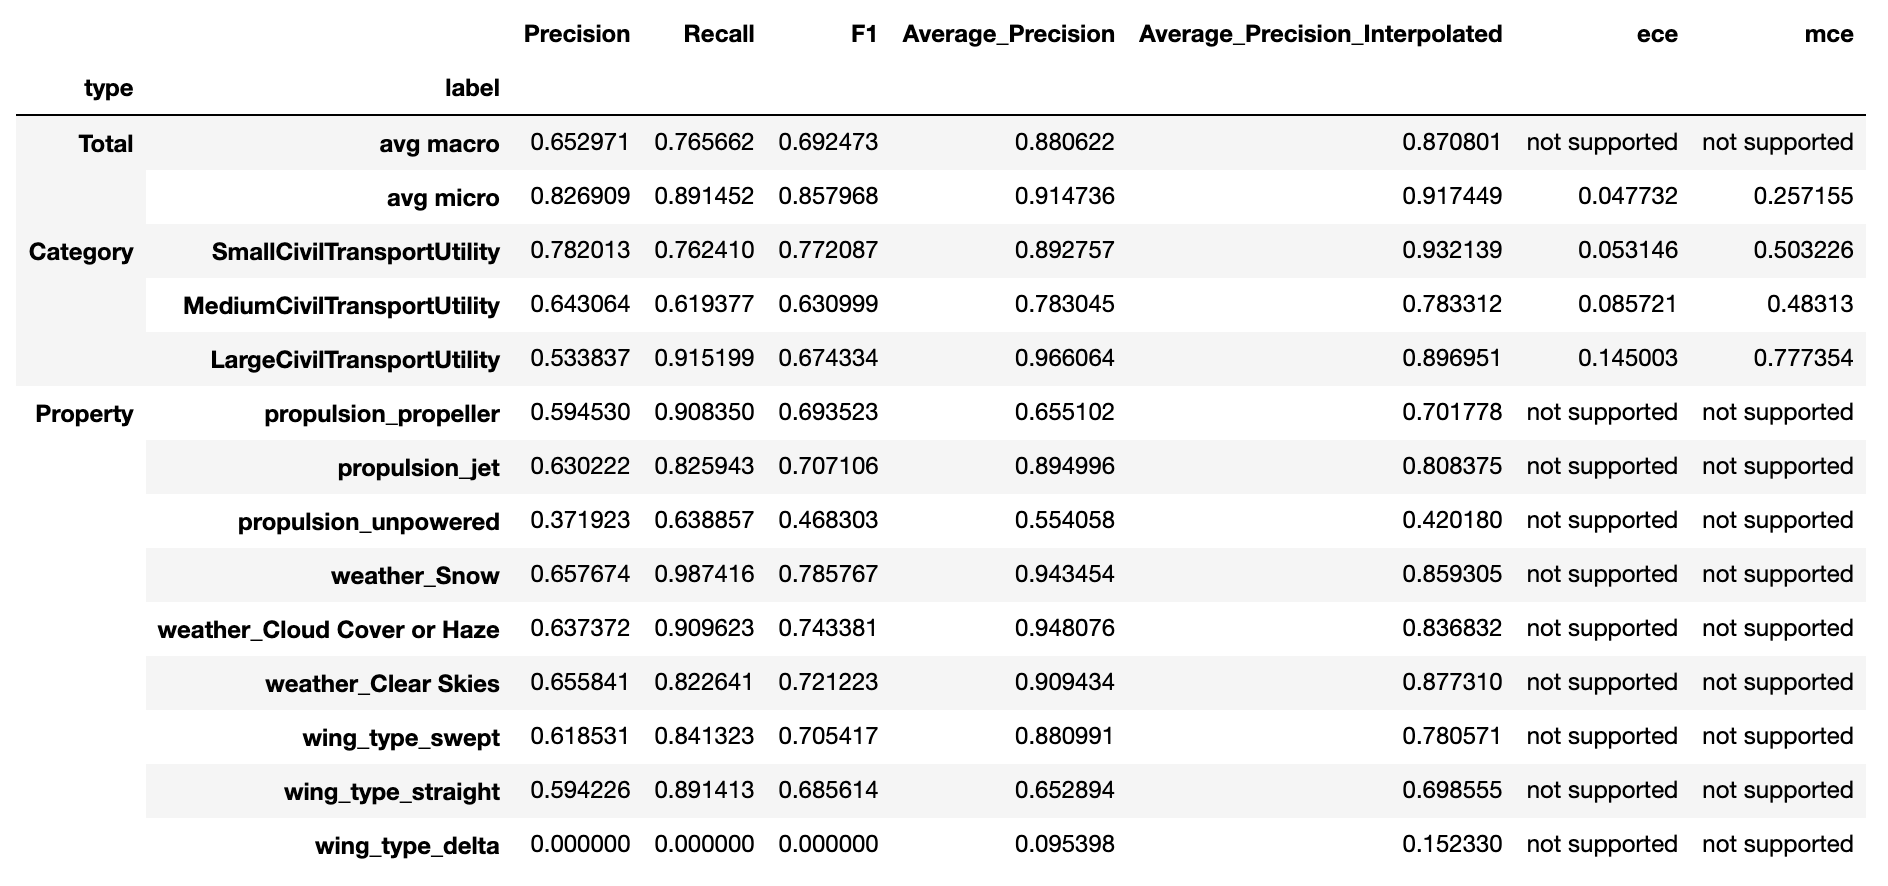 Precision Recall F1 Average_Precision Average_Precision_Interpolated ece mce
type label
Total avg macro 0.652971 0.765662 0.692473 0.880622 0.870801 not supported not supported
avg micro 0.826909 0.891452 0.857968 0.914736 0.917449 0.047732 0.257155
Category SmallCivilTransportUtility 0.782013 0.762410 0.772087 0.892757 0.932139 0.053146 0.503226
MediumCivilTransportUtility 0.643064 0.619377 0.630999 0.783045 0.783312 0.085721 0.48313
LargeCivilTransportUtility 0.533837 0.915199 0.674334 0.966064 0.896951 0.145003 0.777354
Property propulsion_propeller 0.594530 0.908350 0.693523 0.655102 0.701778 not supported not supported
propulsion_jet 0.630222 0.825943 0.707106 0.894996 0.808375 not supported not supported
propulsion_unpowered 0.371923 0.638857 0.468303 0.554058 0.420180 not supported not supported
weather_Snow 0.657674 0.987416 0.785767 0.943454 0.859305 not supported not supported
weather_Cloud Cover or Haze 0.637372 0.909623 0.743381 0.948076 0.836832 not supported not supported
weather_Clear Skies 0.655841 0.822641 0.721223 0.909434 0.877310 not supported not supported
wing_type_swept 0.618531 0.841323 0.705417 0.880991 0.780571 not supported not supported
wing_type_straight 0.594226 0.891413 0.685614 0.652894 0.698555 not supported not supported
wing_type_delta 0.000000 0.000000 0.000000 0.095398 0.152330 not supported not supported